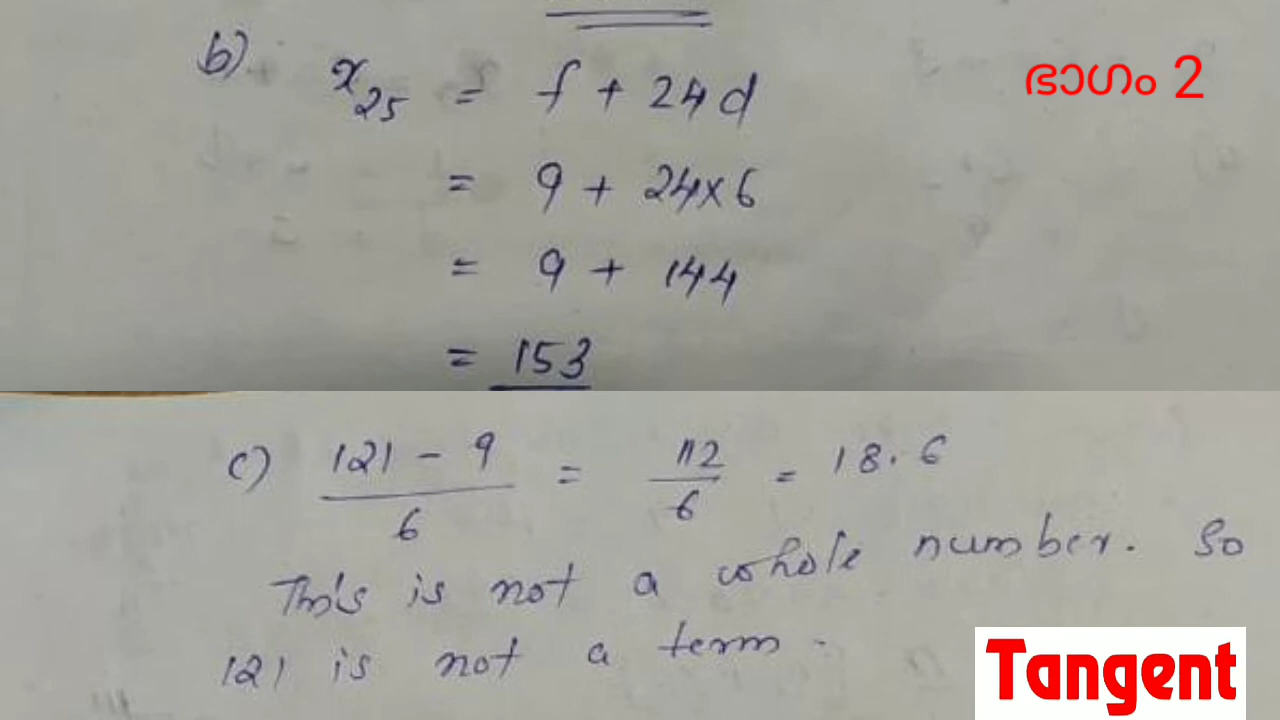 ഭാഗം 2
b) x₂₅ = f + 24d
= 9 + 24×6
= 9 + 144
= 153
c) (121 - 9)/6 = 112/6 = 18.6
This is not a whole number. So
121 is not a term.
Tangent